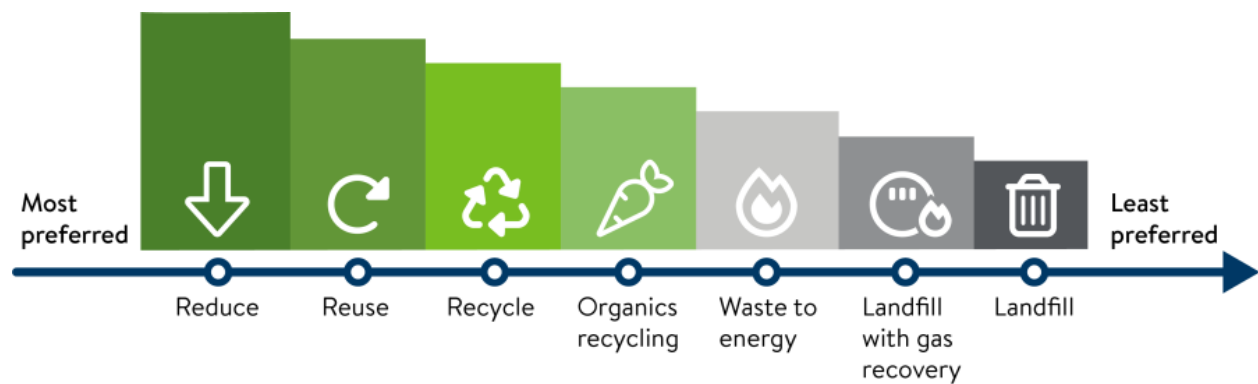 Most
preferred
Least
preferred
Reduce
Reuse
Recycle
Organics
recycling
Waste to
energy
Landfill
with gas
recovery
Landfill